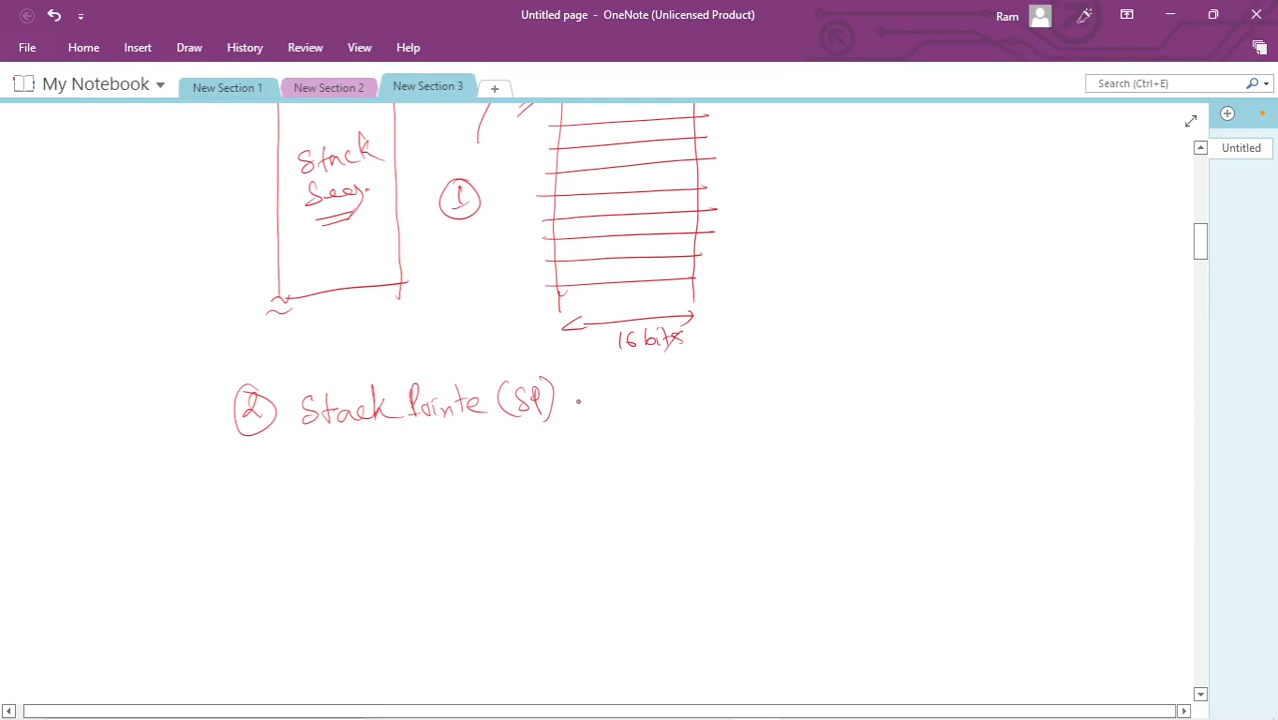 Untitled page - OneNote (Unlicensed Product)
Ram
File Home Insert Draw History Review View Help
My Notebook New Section 1 New Section 2 New Section 3 +
Search (Ctrl+E)
Untitled
Stack
Seg.
1
16 bits
2 Stack Pointe (SP)